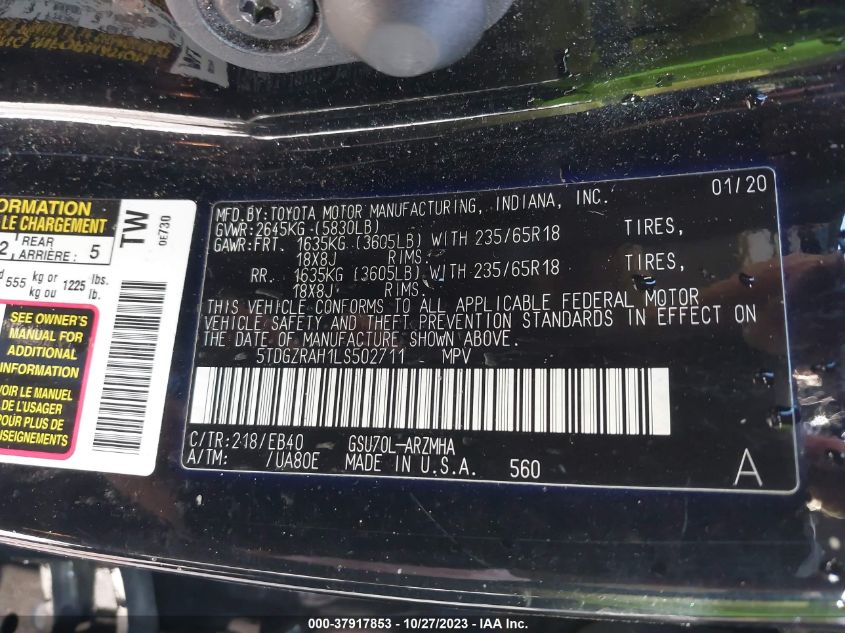 FORMATION
LE CHARGEMENT
2 REAR ARRIÈRE: 5
555 kg or kg ou 1225 lbs. lb.
SEE OWNER'S
MANUAL FOR
ADDITIONAL
VOIR LE MANUEL
DE L'USAGER
POUR PLUS DE
NSEIGNEMENTS
TW
0E730
MFD.BY:TOYOTA MOTOR MANUFACTURING, INDIANA, INC. 01/20
GVWR:2645KG (5830LB)
GAWR:FRT. 1635KG (3605LB) WITH 235/65R18 TIRES,
18X8J RIMS.
RR. 1635KG (3605LB) WITH 235/65R18 TIRES,
18X8J RIMS.
THIS VEHICLE CONFORMS TO ALL APPLICABLE FEDERAL MOTOR
VEHICLE SAFETY AND THEFT PREVENTION STANDARDS IN EFFECT ON
THE DATE OF MANUFACTURE SHOWN ABOVE.
5TDGZRAH1LS502711 MPV
C/TR:218/EB40 GSU70L-ARZMHA
A/TM: /UA80E MADE IN U.S.A. 560 A
000-37917853 - 10/27/2023 - IAA Inc.